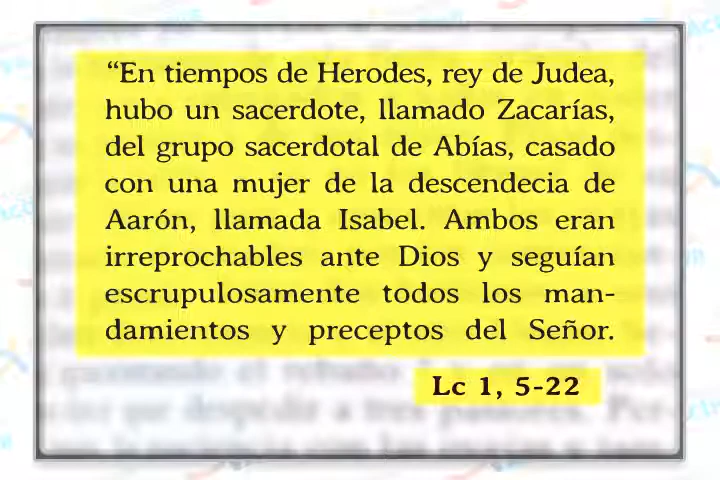 “En tiempos de Herodes, rey de Judea,
hubo un sacerdote, llamado Zacarías,
del grupo sacerdotal de Abías, casado
con una mujer de la descendecia de
Aarón, llamada Isabel. Ambos eran
irreprochables ante Dios y seguían
escrupulosamente todos los man-
damientos y preceptos del Señor.
Lc 1, 5-22